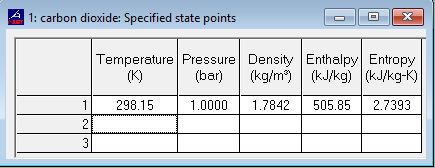 1: carbon dioxide: Specified state points
Temperature Pressure Density Enthalpy Entropy
(K) (bar) (kg/m³) (kJ/kg) (kJ/kg-K)
1 298.15 1.0000 1.7842 505.85 2.7393
2
3